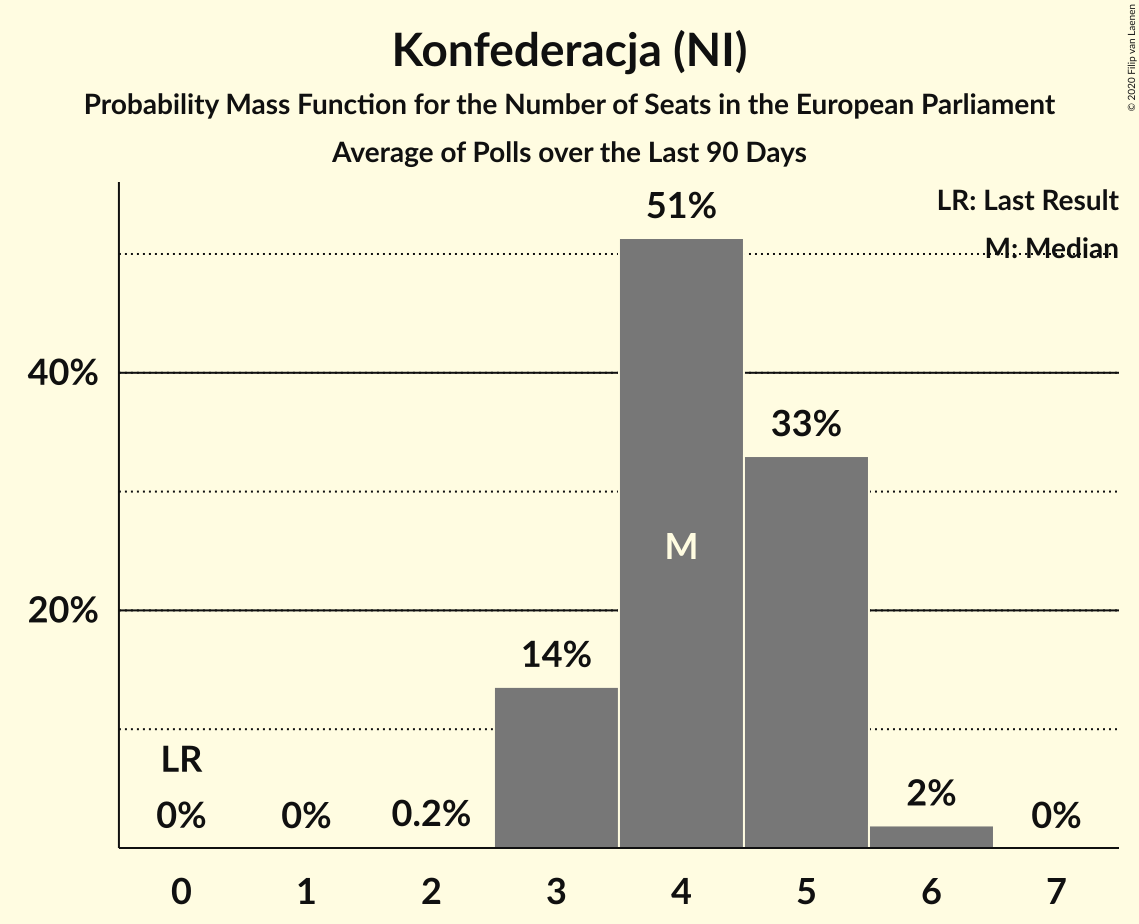 Konfederacja (NI)
Probability Mass Function for the Number of Seats in the European Parliament
Average of Polls over the Last 90 Days
© 2020 Filip van Laenen
LR: Last Result
M: Median
51%
40%
33%
M
20%
14%
LR
0%
0%
0.2%
2%
0%
0 1 2 3 4 5 6 7